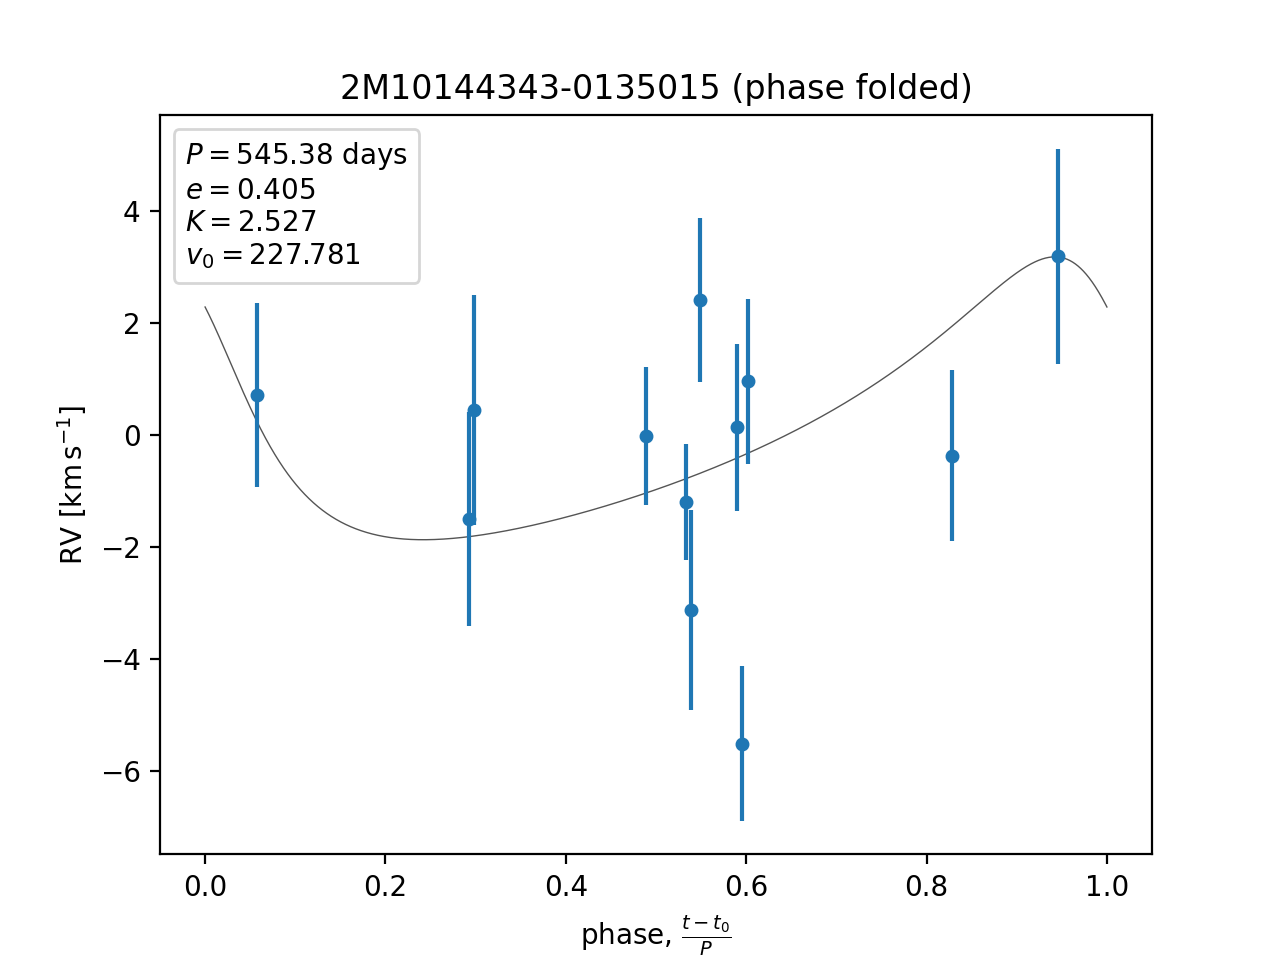 2M10144343-0135015 (phase folded)
P = 545.38 days
e = 0.405
K = 2.527
v₀ = 227.781
4
2
0
−2
−4
−6
RV [km s⁻¹]
0.0 0.2 0.4 0.6 0.8 1.0
phase, (t − t₀)/P